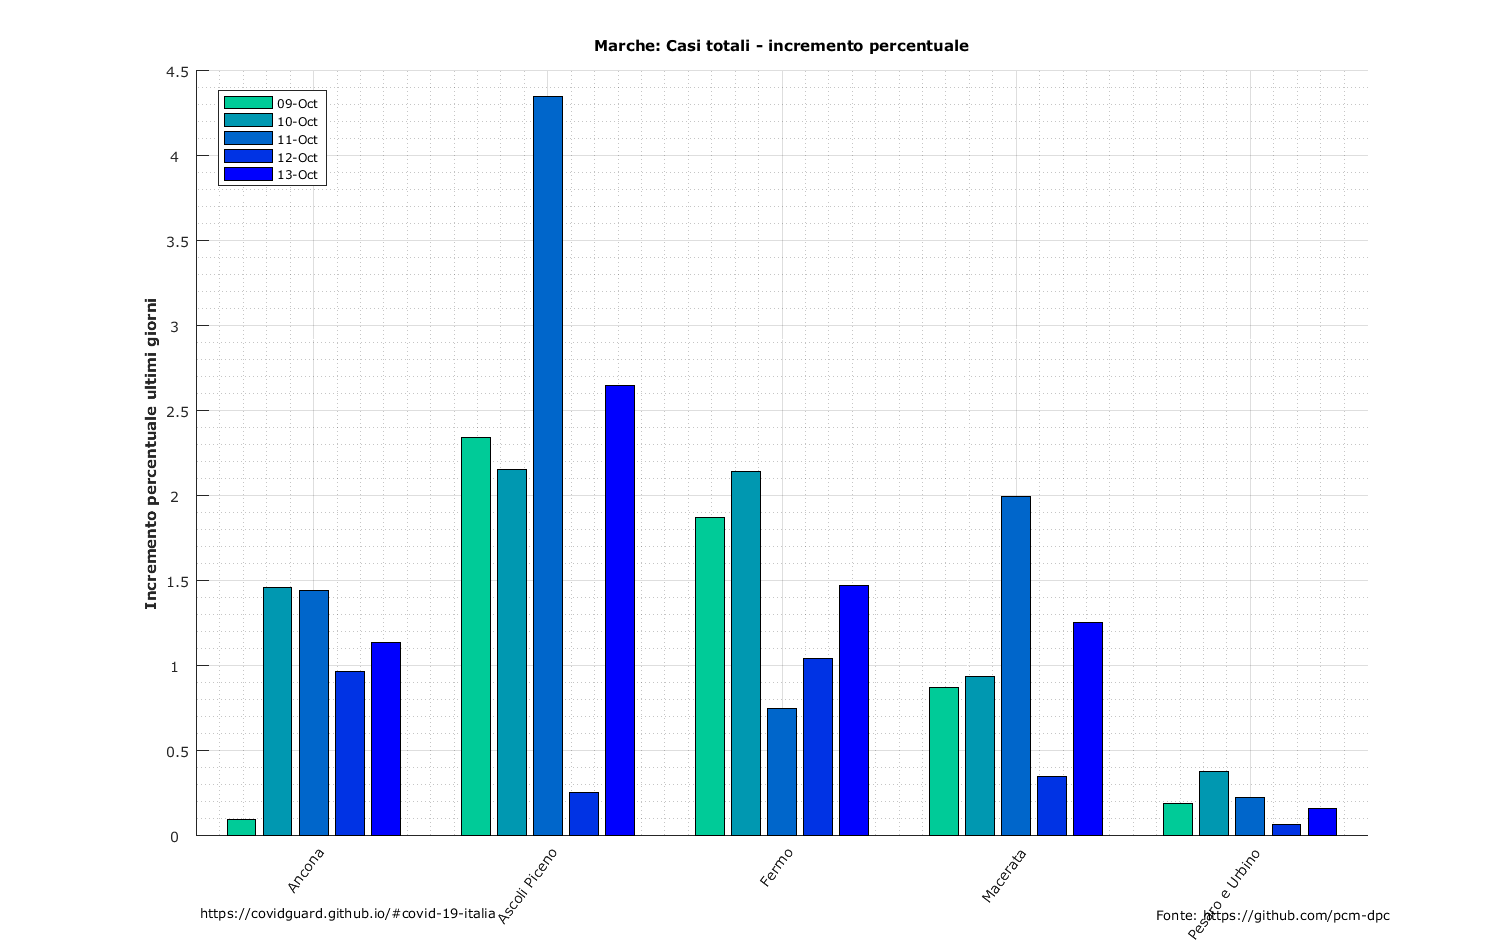 Marche: Casi totali - incremento percentuale
Incremento percentuale ultimi giorni
4.5
4
3.5
3
2.5
2
1.5
1
0.5
0
09-Oct
10-Oct
11-Oct
12-Oct
13-Oct
Ancona
Ascoli Piceno
Fermo
Macerata
Pesaro e Urbino
https://covidguard.github.io/#covid-19-italia
Fonte: https://github.com/pcm-dpc